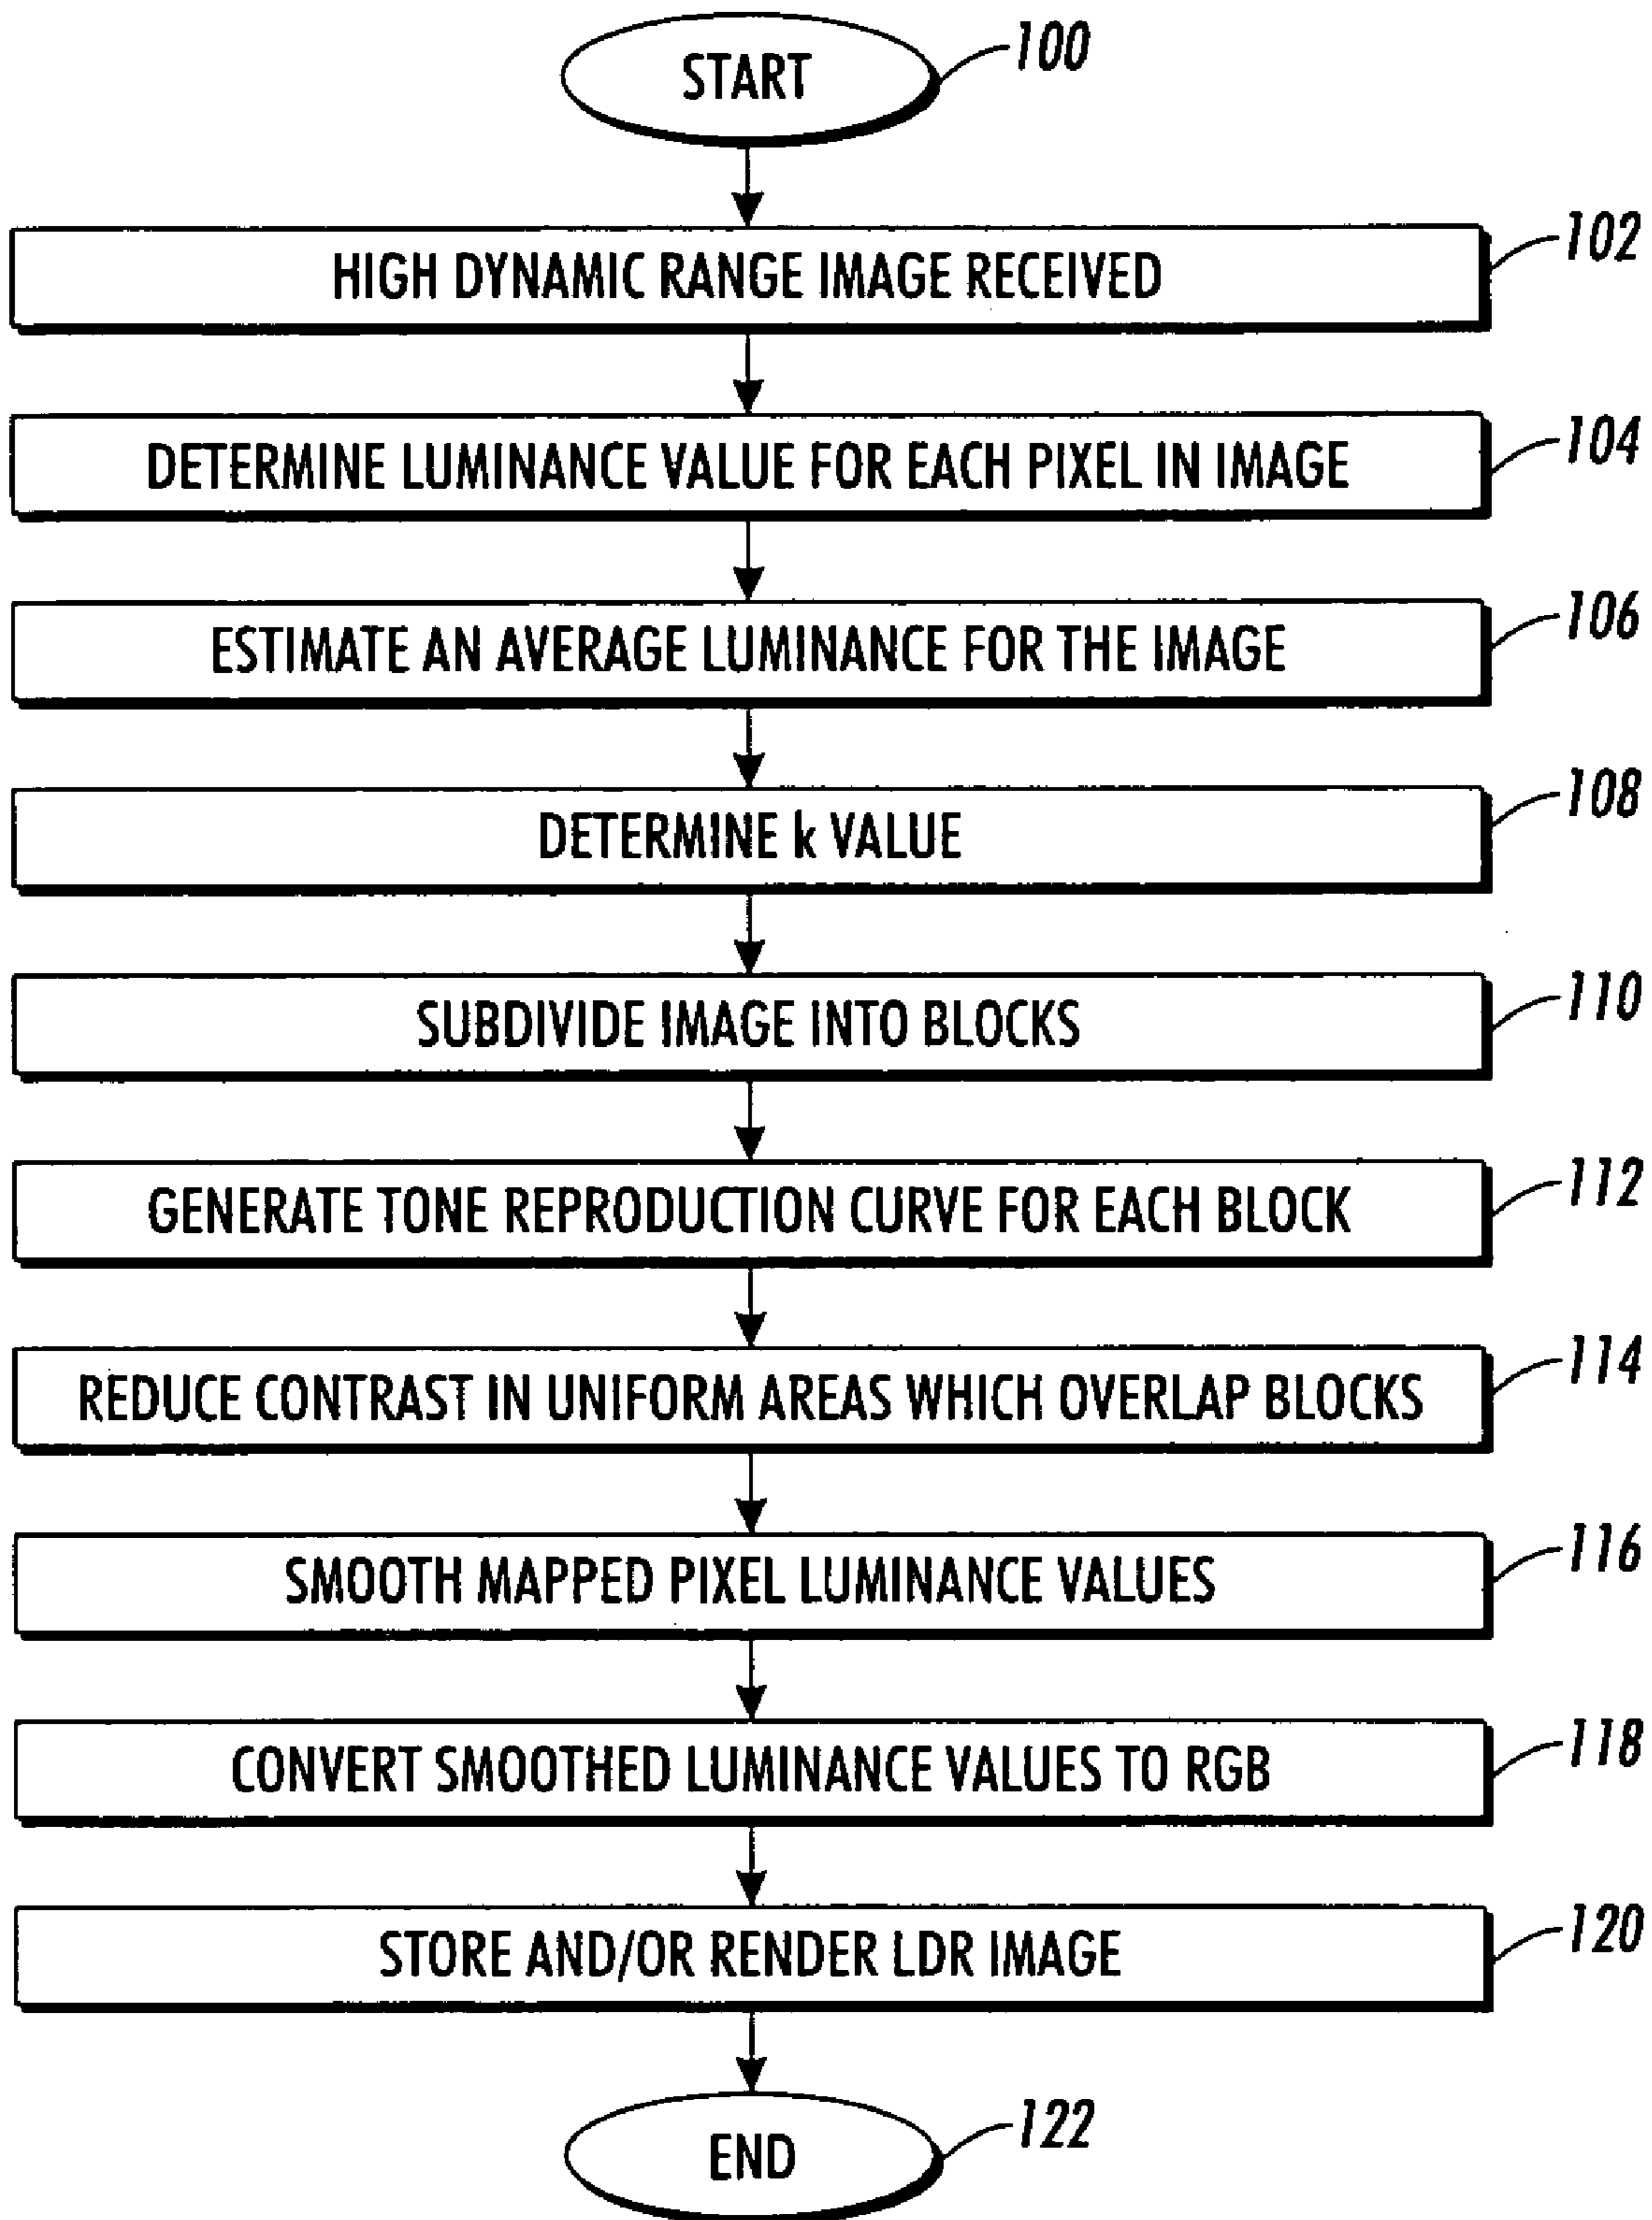 START
100
HIGH DYNAMIC RANGE IMAGE RECEIVED
102
DETERMINE LUMINANCE VALUE FOR EACH PIXEL IN IMAGE
104
ESTIMATE AN AVERAGE LUMINANCE FOR THE IMAGE
106
DETERMINE k VALUE
108
SUBDIVIDE IMAGE INTO BLOCKS
110
GENERATE TONE REPRODUCTION CURVE FOR EACH BLOCK
112
REDUCE CONTRAST IN UNIFORM AREAS WHICH OVERLAP BLOCKS
114
SMOOTH MAPPED PIXEL LUMINANCE VALUES
116
CONVERT SMOOTHED LUMINANCE VALUES TO RGB
118
STORE AND/OR RENDER LDR IMAGE
120
END
122